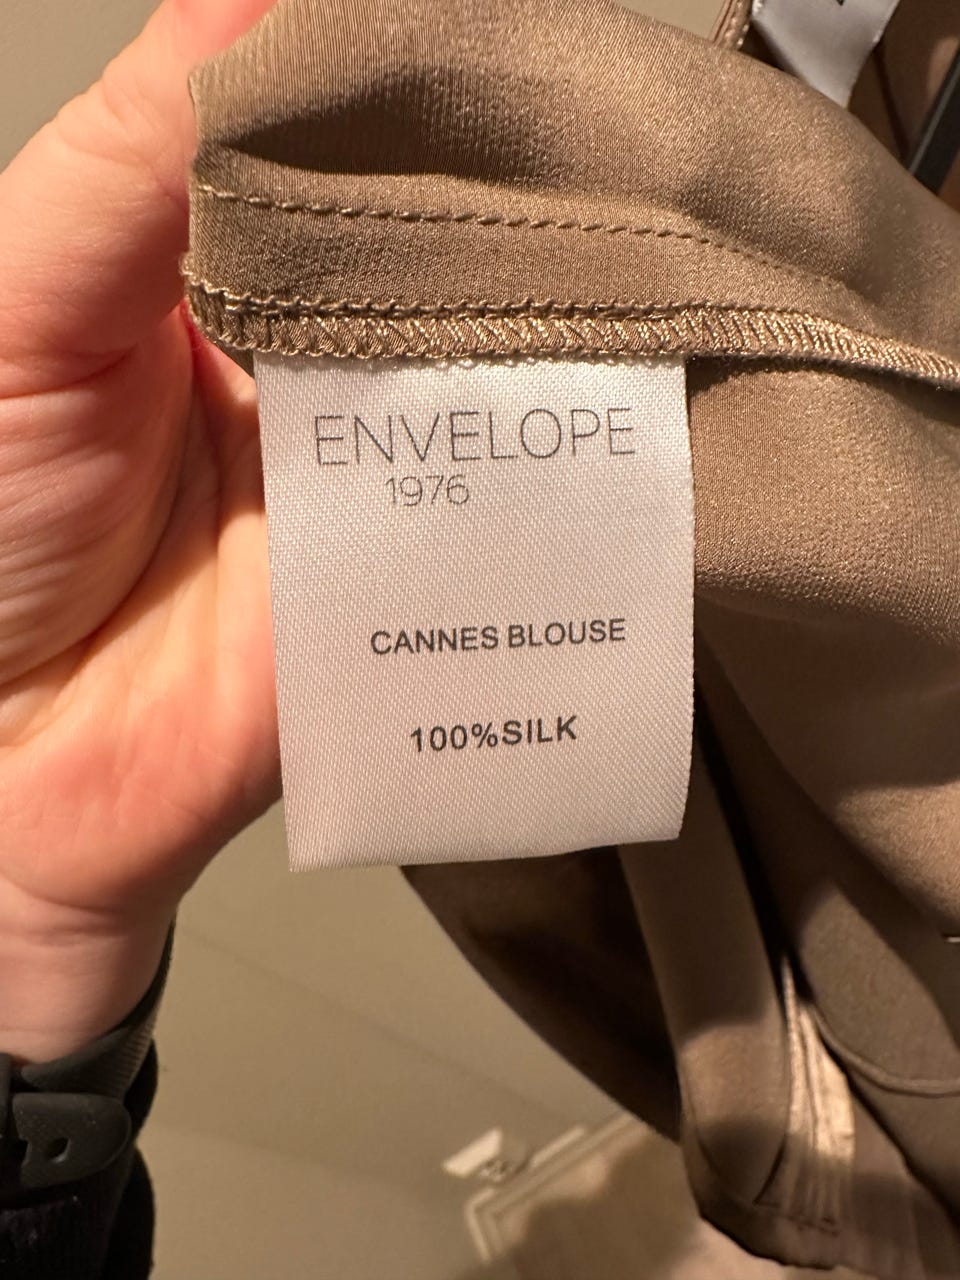 ENVELOPE
1976
CANNES BLOUSE
100%SILK